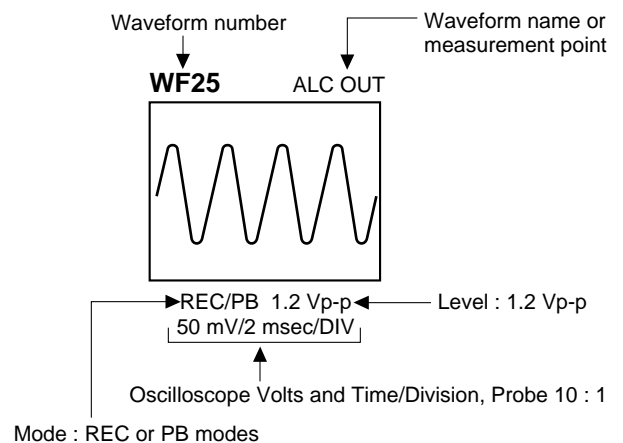 Waveform number
Waveform name or
measurement point
WF25 ALC OUT
REC/PB 1.2 Vp-p
Level : 1.2 Vp-p
50 mV/2 msec/DIV
Oscilloscope Volts and Time/Division, Probe 10 : 1
Mode : REC or PB modes